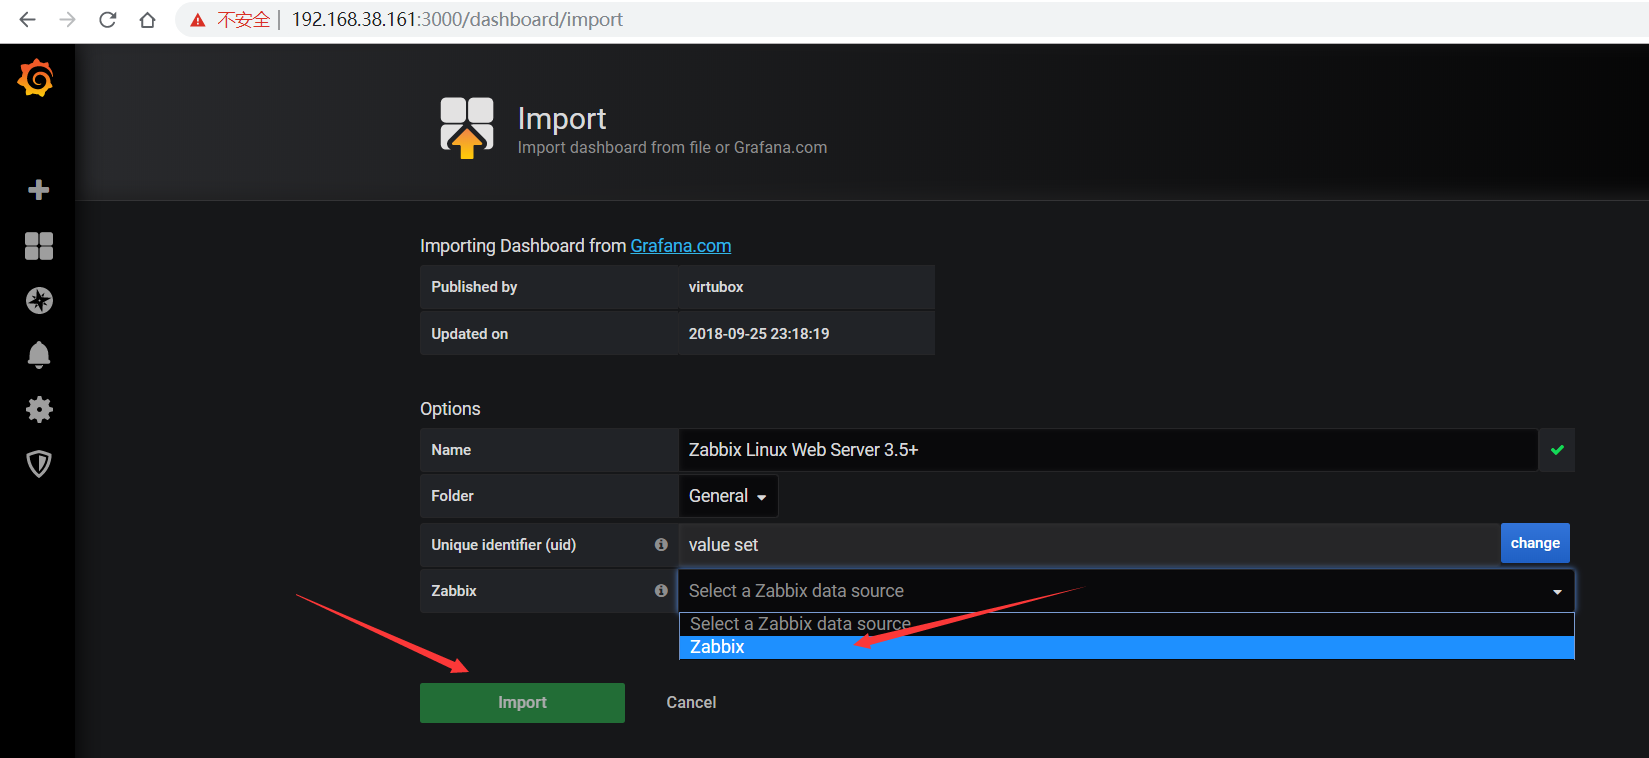 不安全 | 192.168.38.161:3000/dashboard/import
Import
Import dashboard from file or Grafana.com
Importing Dashboard from Grafana.com
Published by virtubox
Updated on 2018-09-25 23:18:19
Options
Name Zabbix Linux Web Server 3.5+
Folder General
Unique identifier (uid) value set change
Zabbix Select a Zabbix data source
Select a Zabbix data source
Zabbix
Import Cancel